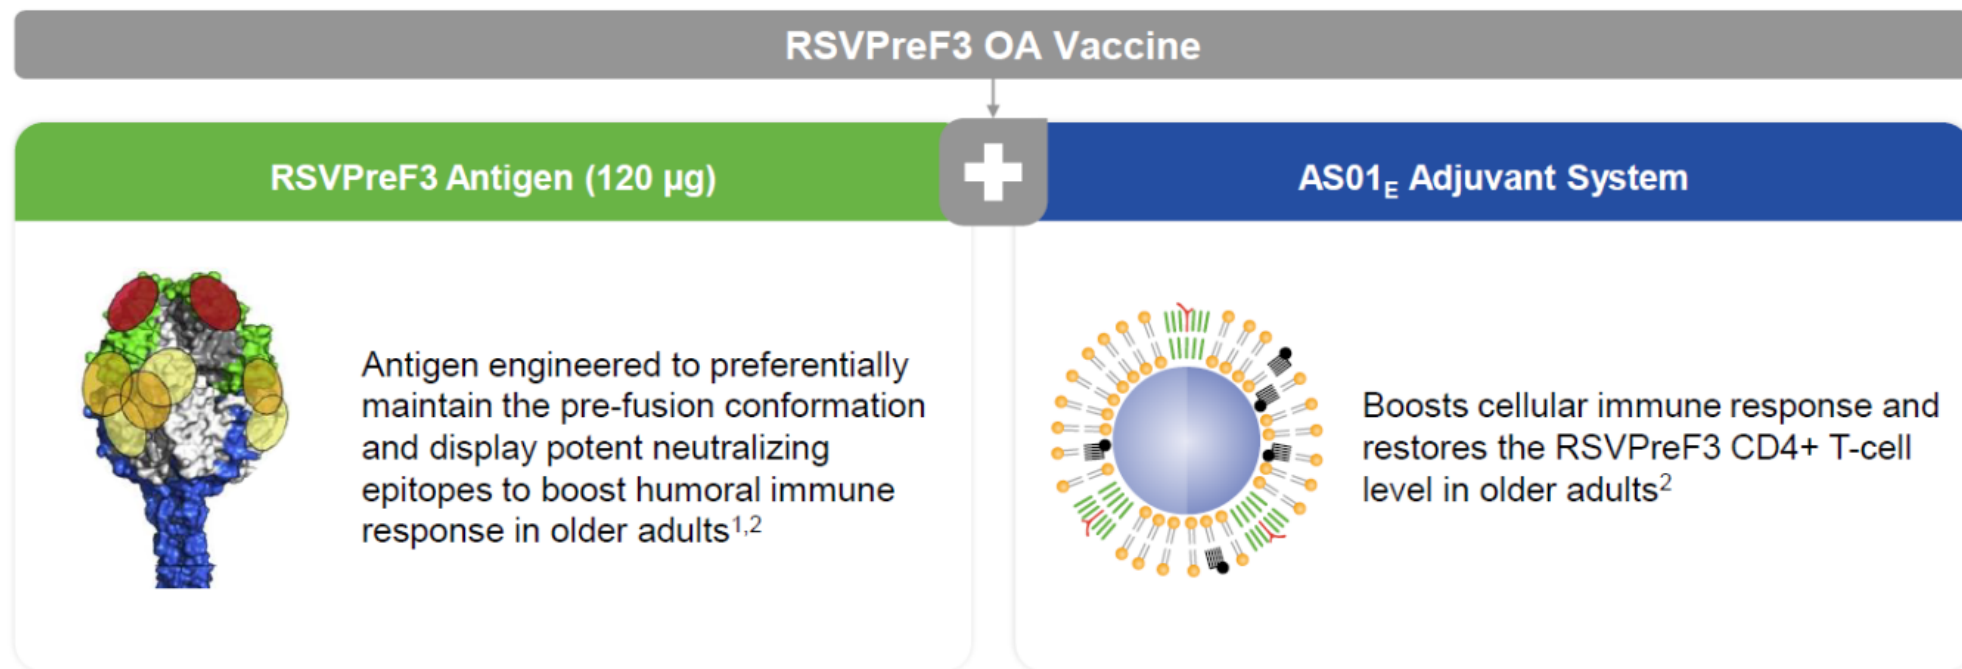 RSVPreF3 OA Vaccine
RSVPreF3 Antigen (120 µg)
AS01E Adjuvant System
Antigen engineered to preferentially
maintain the pre-fusion conformation
and display potent neutralizing
epitopes to boost humoral immune
response in older adults1,2
Boosts cellular immune response and
restores the RSVPreF3 CD4+ T-cell
level in older adults2